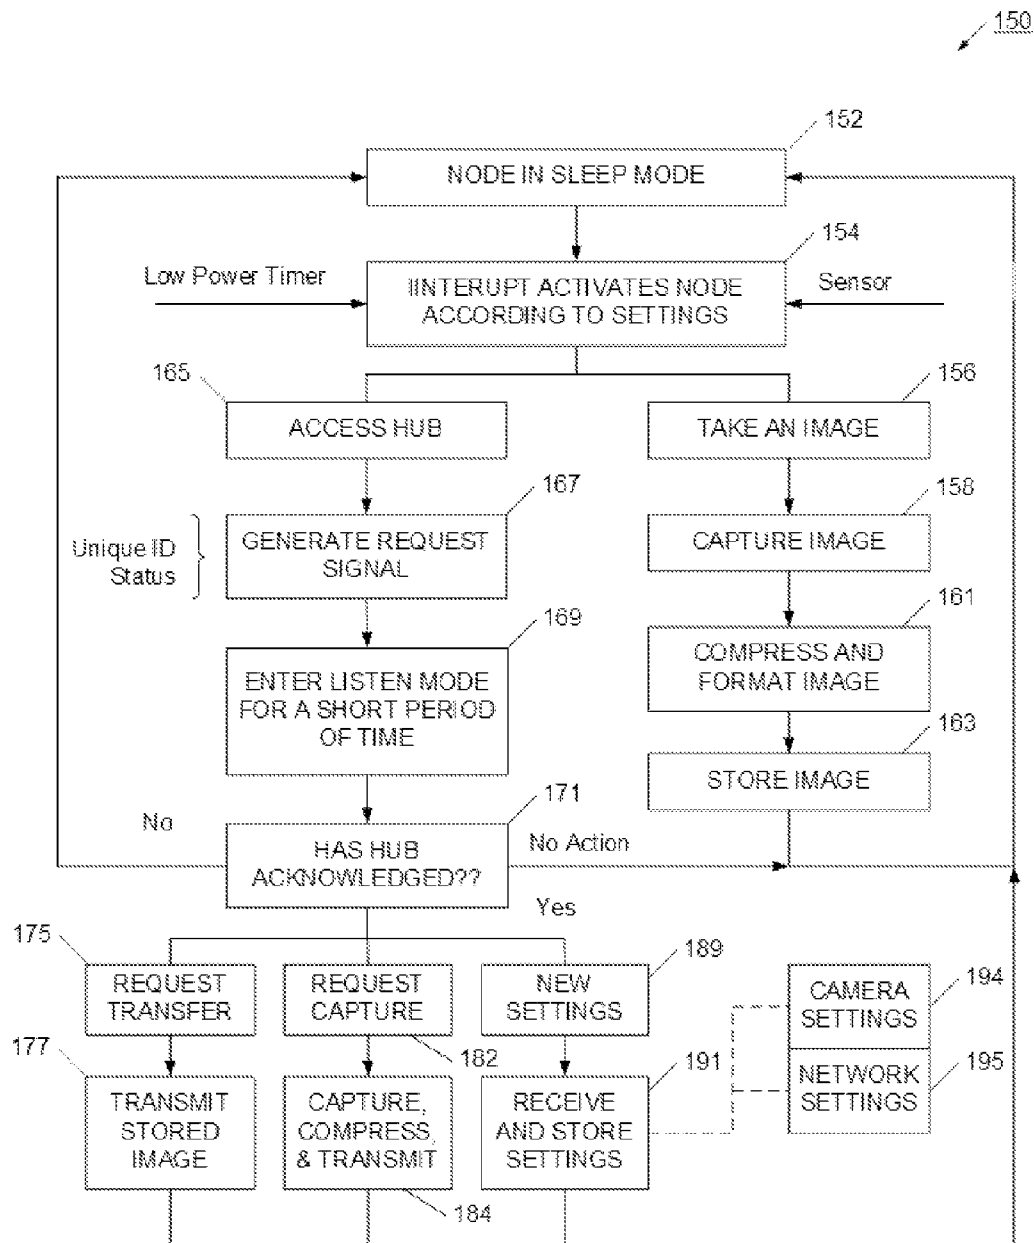 150
152
NODE IN SLEEP MODE
154
Low Power Timer
IINTERUPT ACTIVATES NODE
ACCORDING TO SETTINGS
Sensor
165
ACCESS HUB
156
TAKE AN IMAGE
167
Unique ID
Status
GENERATE REQUEST
SIGNAL
158
CAPTURE IMAGE
169
ENTER LISTEN MODE
FOR A SHORT PERIOD
OF TIME
161
COMPRESS AND
FORMAT IMAGE
163
STORE IMAGE
171
No
HAS HUB
ACKNOWLEDGED??
No Action
Yes
175
REQUEST
TRANSFER
REQUEST
CAPTURE
182
189
NEW
SETTINGS
194
CAMERA
SETTINGS
177
TRANSMIT
STORED
IMAGE
CAPTURE,
COMPRESS,
& TRANSMIT
184
191
RECEIVE
AND STORE
SETTINGS
195
NETWORK
SETTINGS